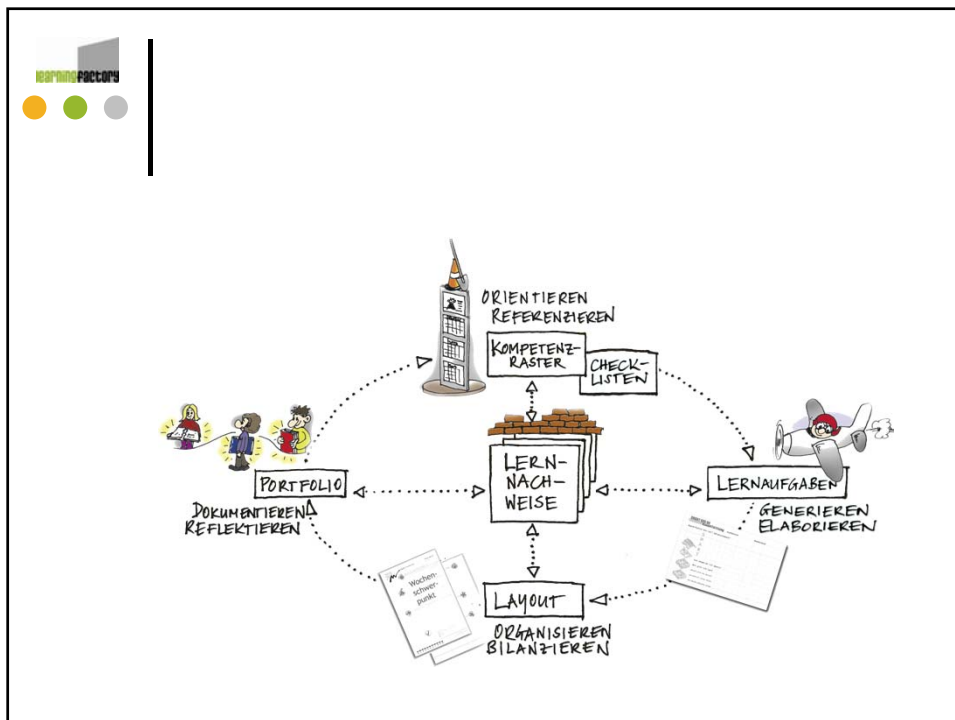 learningfactory
ORIENTIEREN
REFERENZIEREN
KOMPETENZ-
RASTER
CHECK-
LISTEN
LERN-
NACH-
WEISE
PORTFOLIO
DOKUMENTIEREN
REFLEKTIEREN
LERNAUFGABEN
GENERIEREN
ELABORIEREN
Wochen-
schwer-
punkt
LAYOUT
ORGANISIEREN
BILANZIEREN